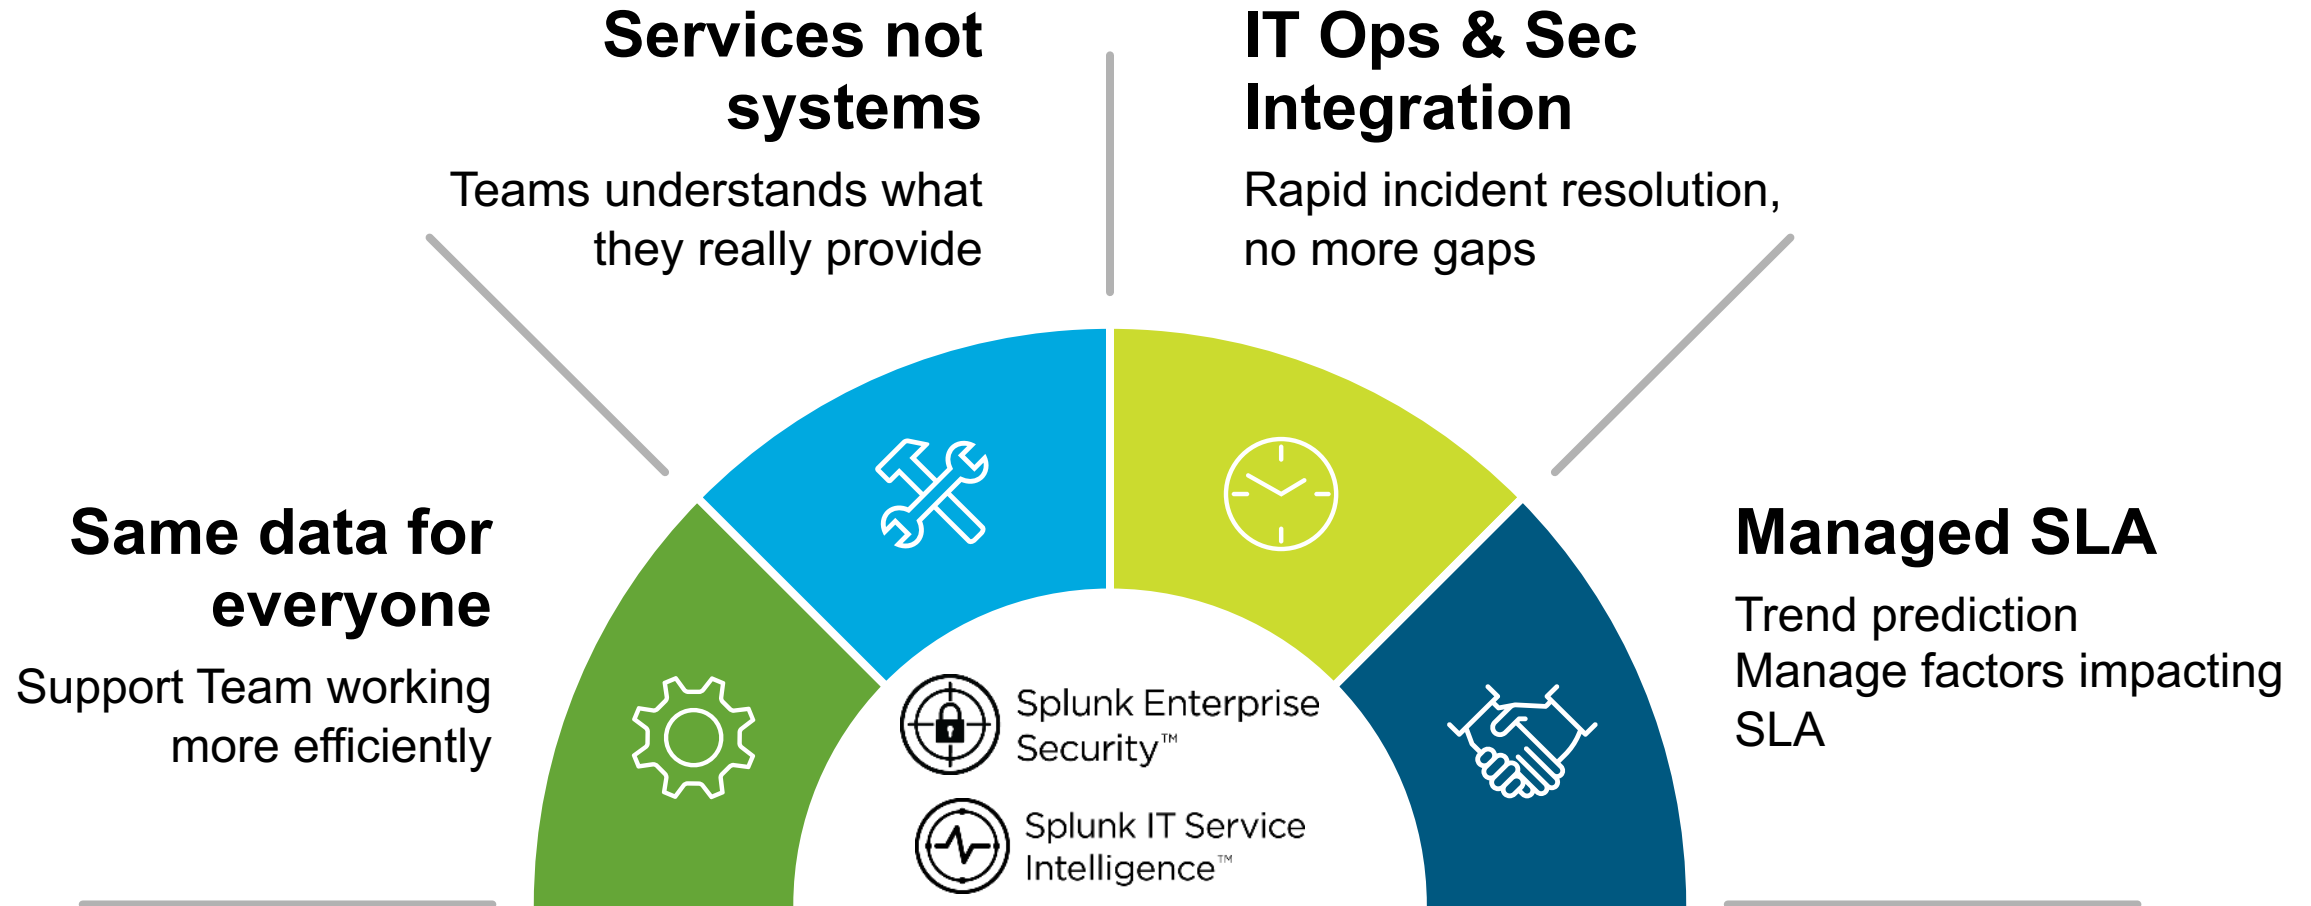 Services not
systems
Teams understands what
they really provide
IT Ops & Sec
Integration
Rapid incident resolution,
no more gaps
Same data for
everyone
Support Team working
more efficiently
Managed SLA
Trend prediction
Manage factors impacting
SLA
Splunk Enterprise
Security™
Splunk IT Service
Intelligence™